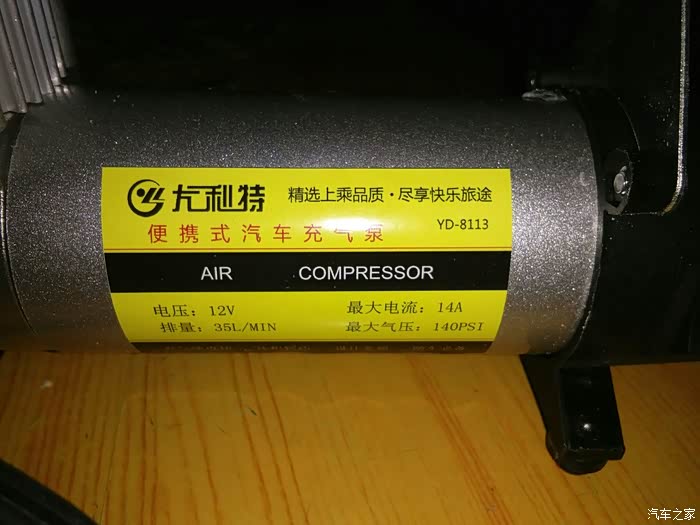 尤利特 精选上乘品质·尽享快乐旅途
便携式汽车充气泵 YD-8113
AIR COMPRESSOR
电压：12V 最大电流：14A
排量：35L/MIN 最大气压：140PSI
汽车之家